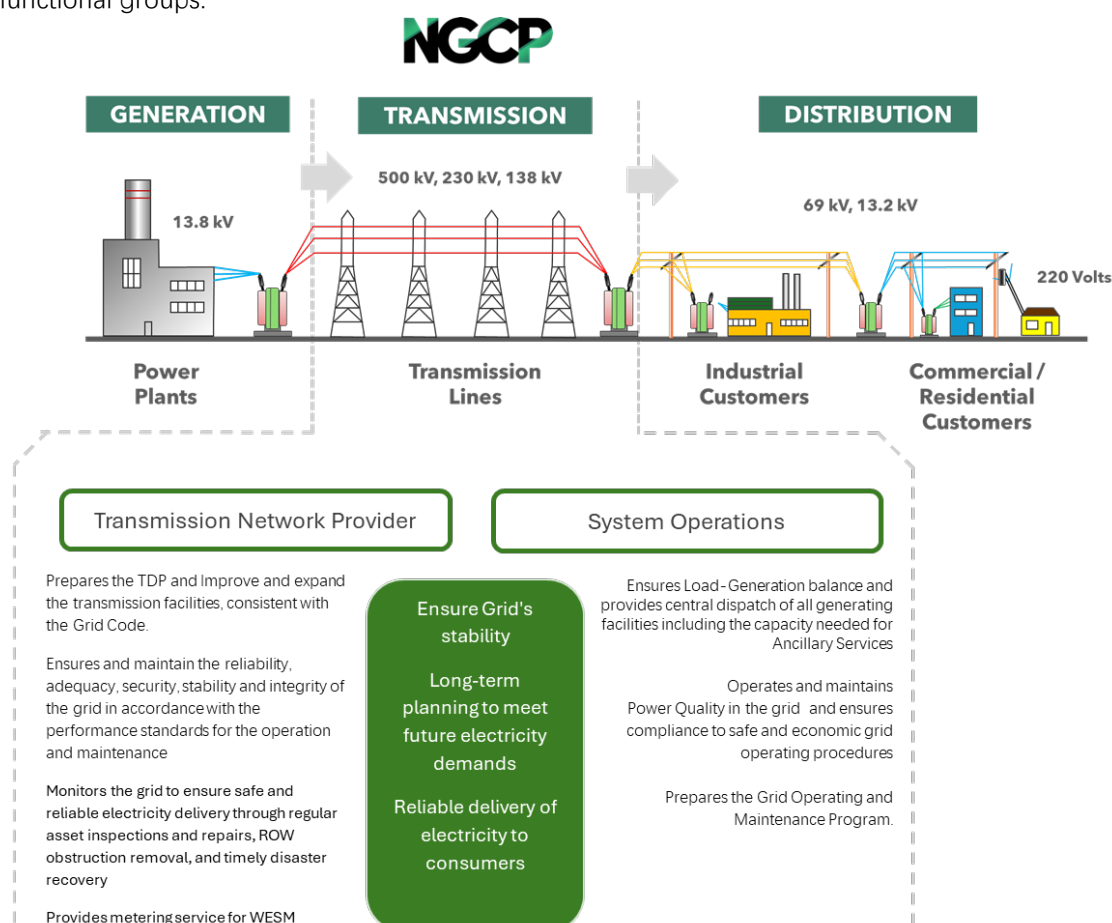 functional groups.
NGCP
GENERATION
TRANSMISSION
DISTRIBUTION
500 kV, 230 kV, 138 kV
13.8 kV
69 kV, 13.2 kV
220 Volts
Power
Plants
Transmission
Lines
Industrial
Customers
Commercial /
Residential
Customers
Transmission Network Provider
Prepares the TDP and Improve and expand
the transmission facilities, consistent with
the Grid Code.
Ensures and maintain the reliability,
adequacy, security, stability and integrity of
the grid in accordance with the
performance standards for the operation
and maintenance
Monitors the grid to ensure safe and
reliable electricity delivery through regular
asset inspections and repairs, ROW
obstruction removal, and timely disaster
recovery
Provides metering service for WESM
Ensure Grid's
stability
Long-term
planning to meet
future electricity
demands
Reliable delivery of
electricity to
consumers
System Operations
Ensures Load-Generation balance and
provides central dispatch of all generating
facilities including the capacity needed for
Ancillary Services
Operates and maintains
Power Quality in the grid and ensures
compliance to safe and economic grid
operating procedures
Prepares the Grid Operating and
Maintenance Program.